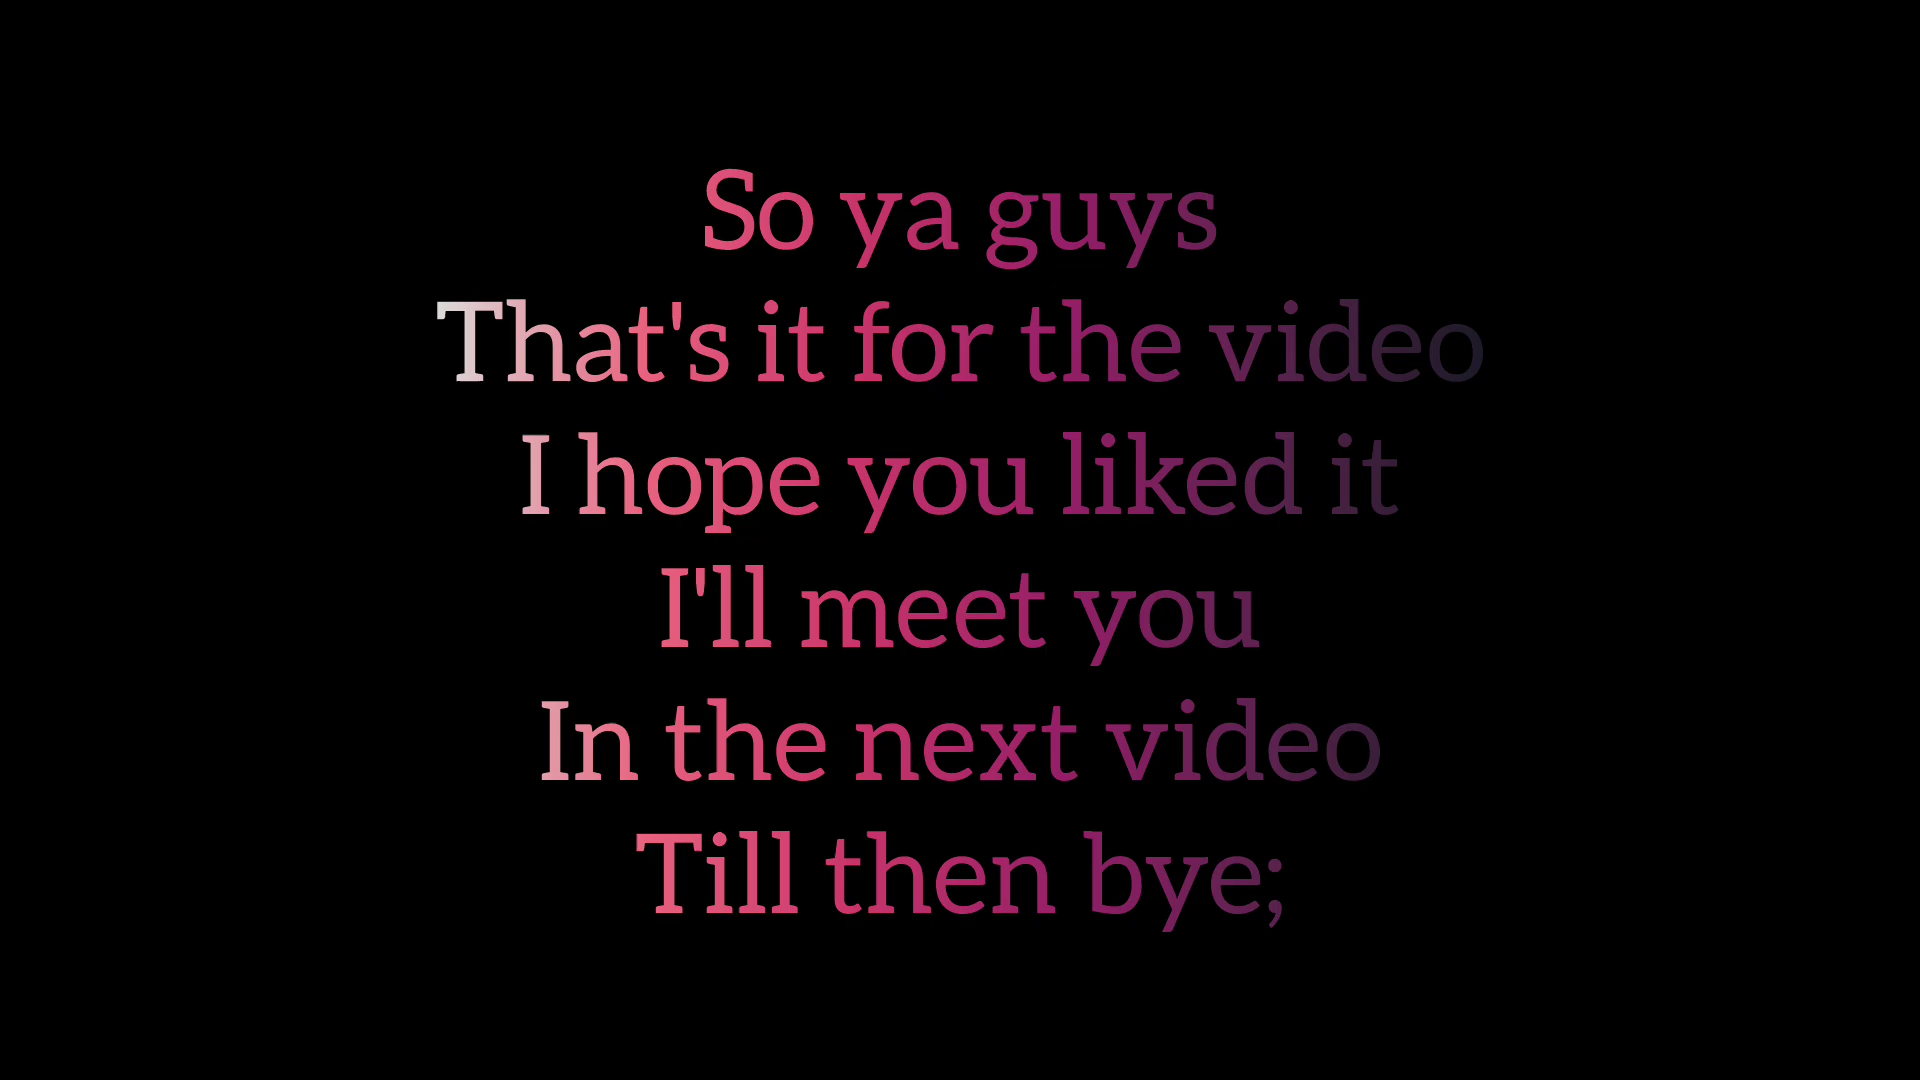 So ya guys
That's it for the video
I hope you liked it
I'll meet you
In the next video
Till then bye;